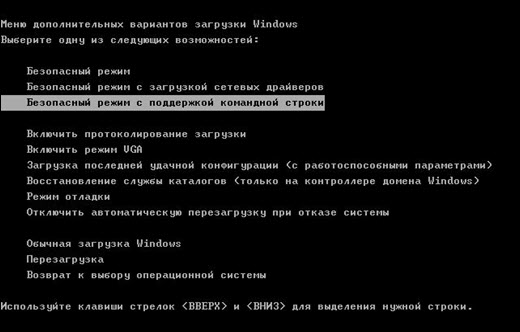 Меню дополнительных вариантов загрузки Windows
Выберите одну из следующих возможностей:
Безопасный режим
Безопасный режим с загрузкой сетевых драйверов
Безопасный режим с поддержкой командной строки
Включить протоколирование загрузки
Включить режим VGA
Загрузка последней удачной конфигурации (с работоспособными параметрами)
Восстановление службы каталогов (только на контроллере домена Windows)
Режим отладки
Отключить автоматическую перезагрузку при отказе системы
Обычная загрузка Windows
Перезагрузка
Возврат к выбору операционной системы
Используйте клавиши стрелок <ВВЕРХ> и <ВНИЗ> для выделения нужной строки.